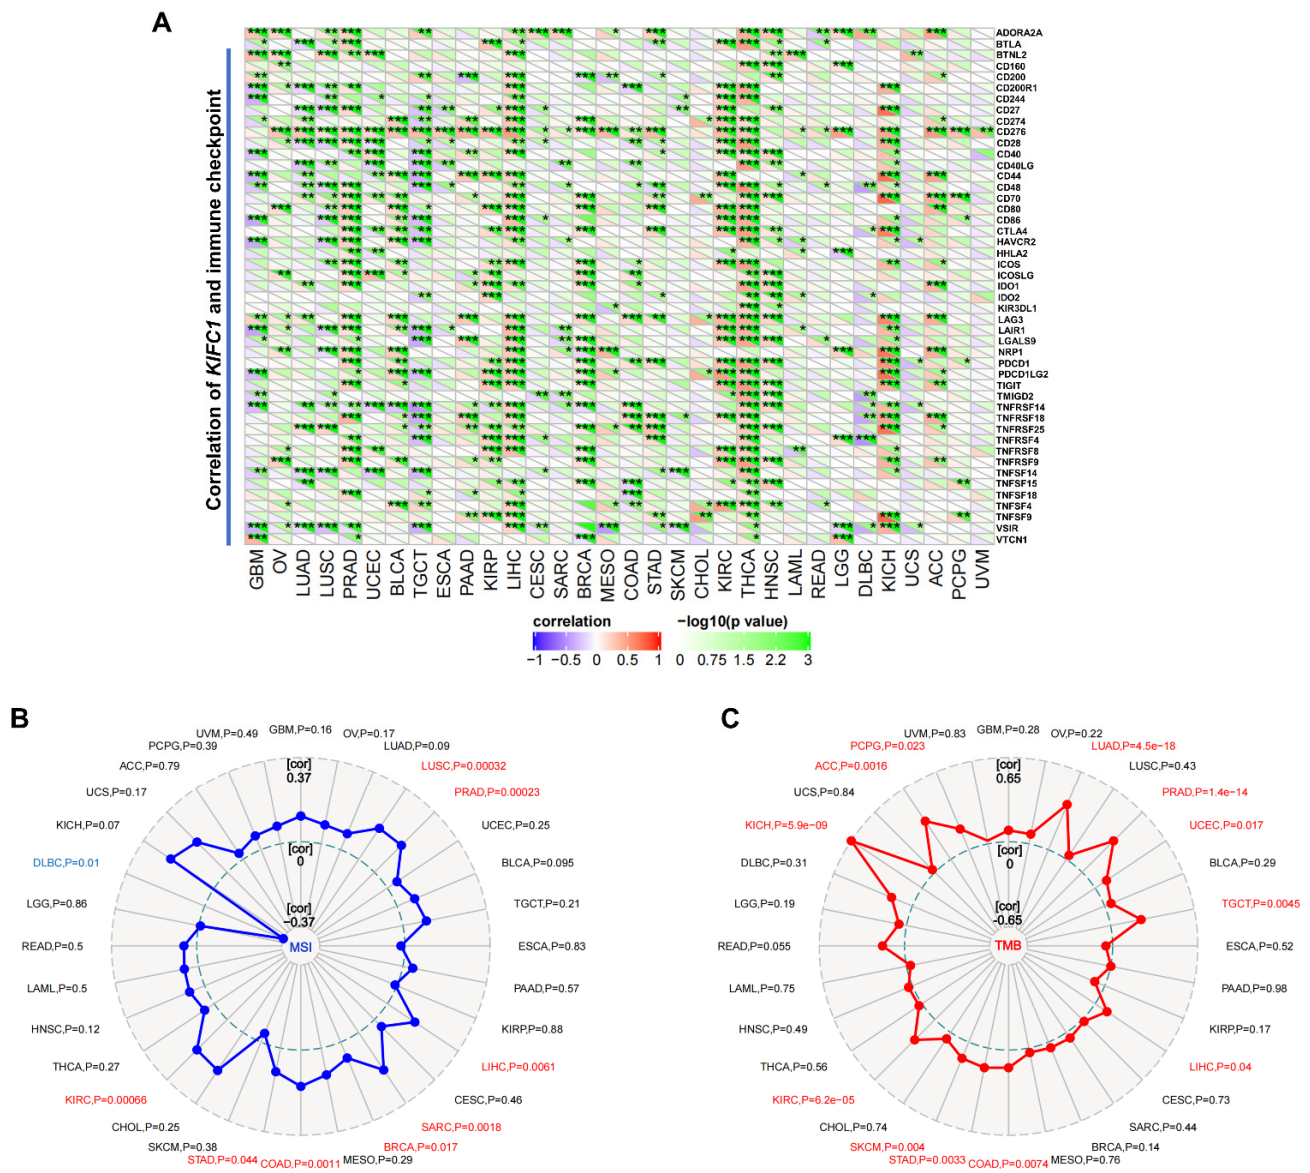 A
Correlation of KIFC1 and immune checkpoint
ADORA2A
BTLA
BTNL2
CD160
CD200
CD200R1
CD244
CD27
CD274
CD276
CD28
CD40
CD40LG
CD44
CD48
CD70
CD80
CD86
CTLA4
HAVCR2
HHLA2
ICOS
ICOSLG
IDO1
IDO2
KIR3DL1
LAG3
LAIR1
LGALS9
NRP1
PDCD1
PDCD1LG2
TIGIT
TMIGD2
TNFRSF14
TNFRSF18
TNFRSF25
TNFRSF4
TNFRSF8
TNFRSF9
TNFSF14
TNFSF15
TNFSF18
TNFSF4
TNFSF9
VSIR
VTCN1
GBM
OV
LUAD
LUSC
PRAD
UCEC
BLCA
TGCT
ESCA
PAAD
KIRP
LIHC
CESC
SARC
BRCA
MESO
COAD
STAD
SKCM
CHOL
KIRC
THCA
HNSC
LAML
READ
LGG
DLBC
KICH
UCS
ACC
PCPG
UVM
correlation
−1 −0.5 0 0.5 1
−log10(p value)
0 0.75 1.5 2.2 3
B
GBM,P=0.16
OV,P=0.17
LUAD,P=0.09
LUSC,P=0.00032
PRAD,P=0.00023
UCEC,P=0.25
BLCA,P=0.095
TGCT,P=0.21
ESCA,P=0.83
PAAD,P=0.57
KIRP,P=0.88
LIHC,P=0.0061
CESC,P=0.46
SARC,P=0.0018
BRCA,P=0.017
MESO,P=0.29
COAD,P=0.0011
STAD,P=0.044
SKCM,P=0.38
CHOL,P=0.25
KIRC,P=0.00066
THCA,P=0.27
HNSC,P=0.12
LAML,P=0.5
READ,P=0.5
LGG,P=0.86
DLBC,P=0.01
KICH,P=0.07
UCS,P=0.17
ACC,P=0.79
PCPG,P=0.39
UVM,P=0.49
[cor]
0.37
[cor]
0
[cor]
−0.37
MSI
C
GBM,P=0.28
OV,P=0.22
LUAD,P=4.5e-18
LUSC,P=0.43
PRAD,P=1.4e-14
UCEC,P=0.017
BLCA,P=0.29
TGCT,P=0.0045
ESCA,P=0.52
PAAD,P=0.98
KIRP,P=0.17
LIHC,P=0.04
CESC,P=0.73
SARC,P=0.44
BRCA,P=0.14
MESO,P=0.76
COAD,P=0.0074
STAD,P=0.0033
SKCM,P=0.004
CHOL,P=0.74
KIRC,P=6.2e-05
THCA,P=0.56
HNSC,P=0.49
LAML,P=0.75
READ,P=0.055
LGG,P=0.19
DLBC,P=0.31
KICH,P=5.9e-09
UCS,P=0.84
ACC,P=0.0016
PCPG,P=0.023
UVM,P=0.83
[cor]
0.65
[cor]
0
[cor]
-0.65
TMB